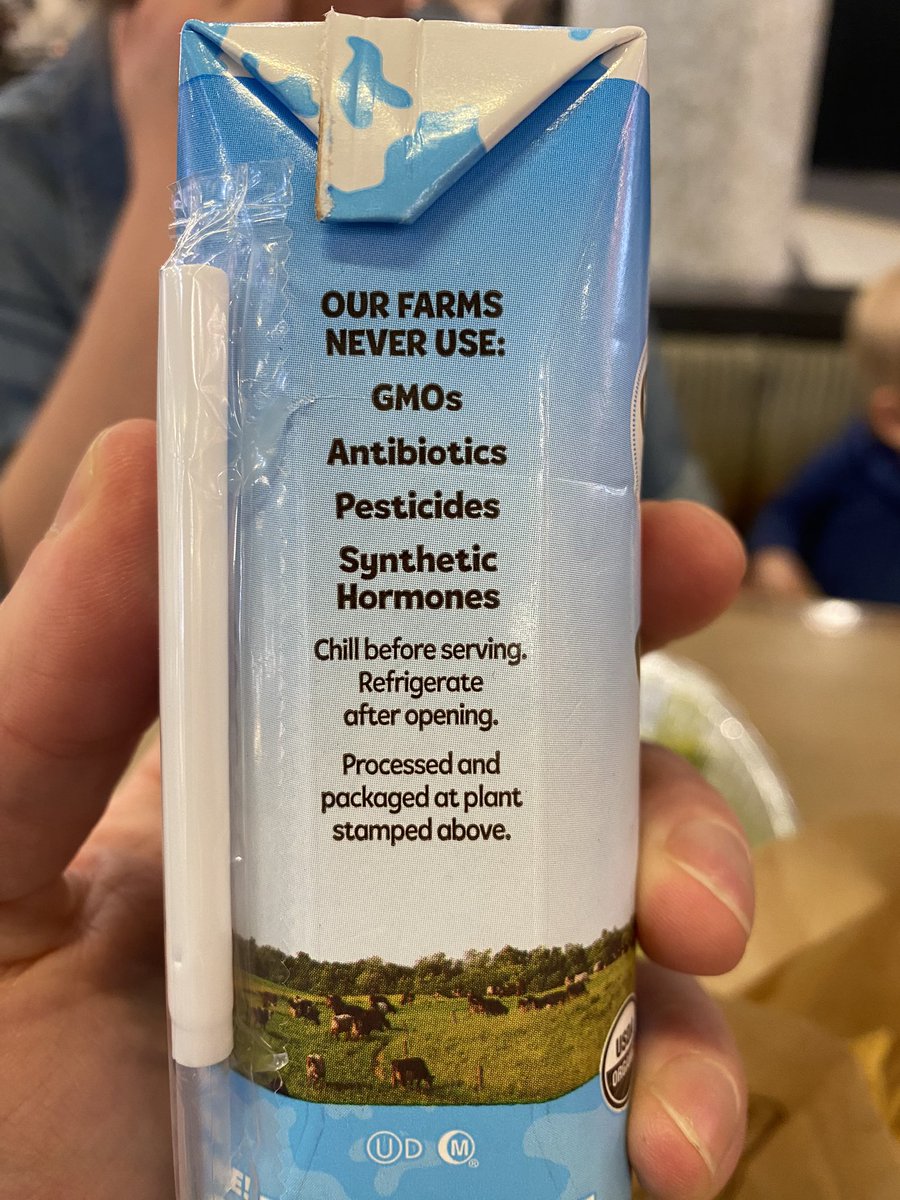 OUR FARMS
NEVER USE:
GMOs
Antibiotics
Pesticides
Synthetic
Hormones
Chill before serving.
Refrigerate
after opening.
Processed and
packaged at plant
stamped above.
U D M®